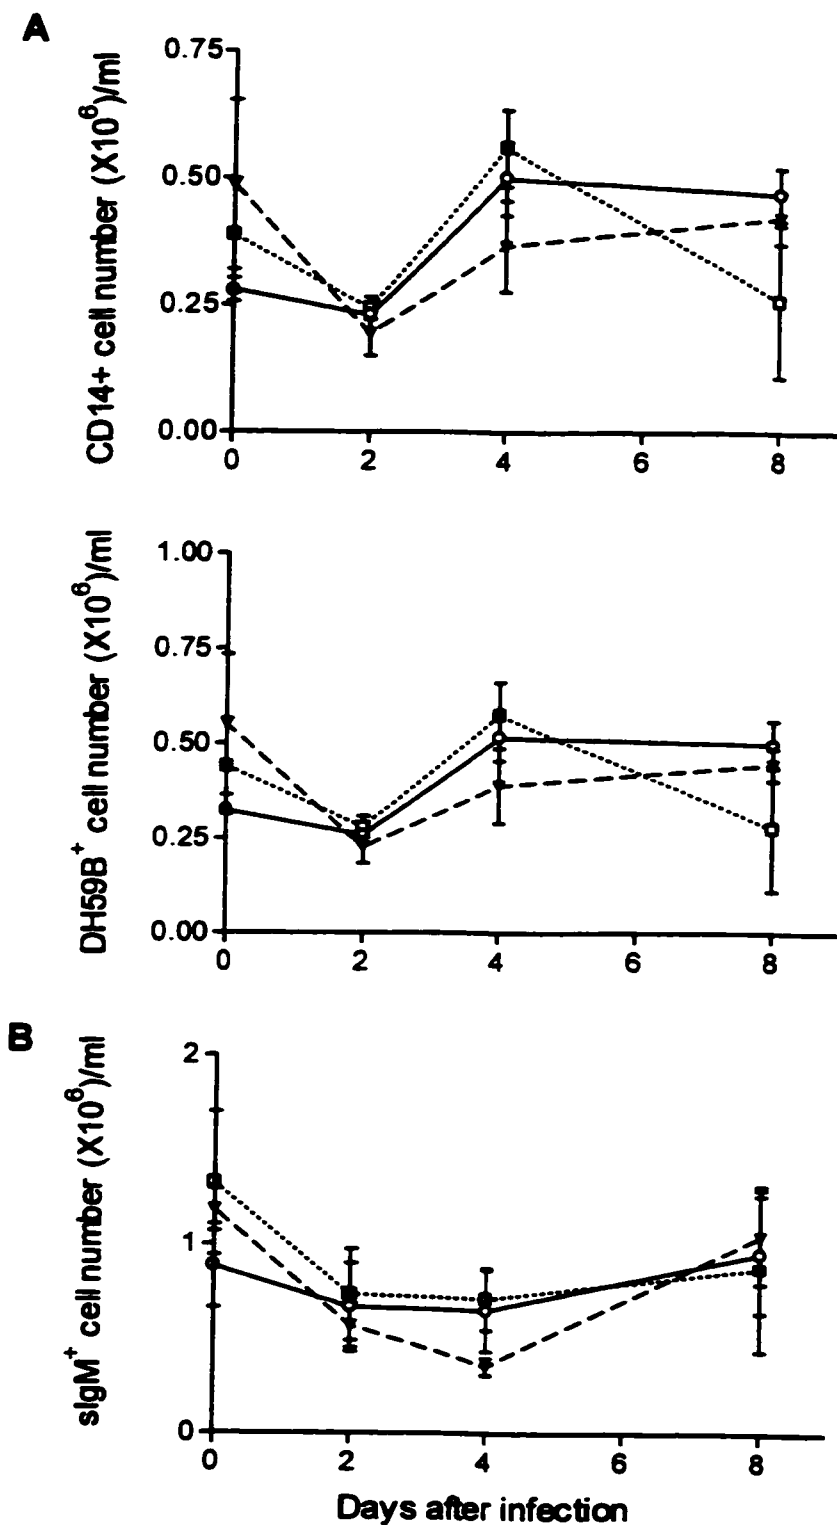 A
CD14+ cell number (X10⁶)/ml
0.75
0.50
0.25
0.00
0 2 4 6 8
DH59B⁺ cell number (X10⁶)/ml
1.00
0.75
0.50
0.25
0.00
0 2 4 6 8
B
sIgM⁺ cell number (X10⁶)/ml
2
1
0
0 2 4 6 8
Days after infection